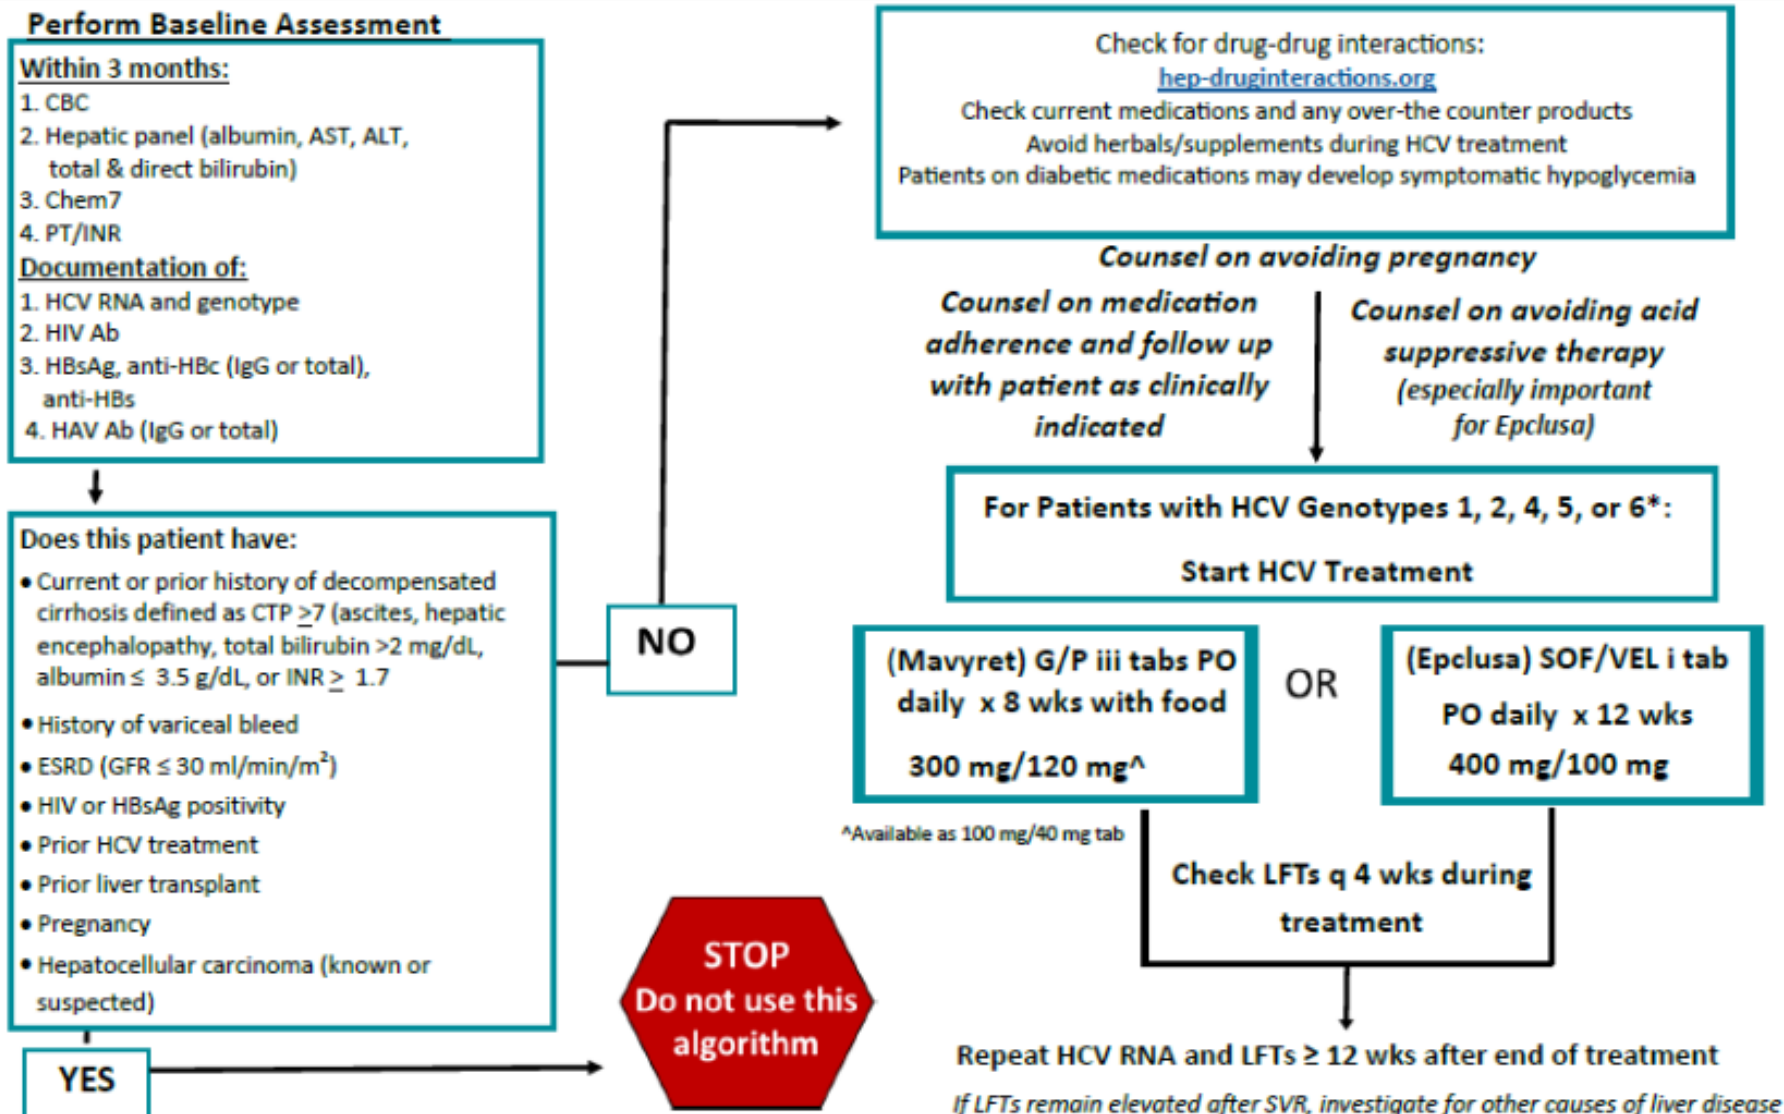 Perform Baseline Assessment
Within 3 months:
1. CBC
2. Hepatic panel (albumin, AST, ALT,
total & direct bilirubin)
3. Chem7
4. PT/INR
Documentation of:
1. HCV RNA and genotype
2. HIV Ab
3. HBsAg, anti-HBc (IgG or total),
anti-HBs
4. HAV Ab (IgG or total)
Does this patient have:
• Current or prior history of decompensated
cirrhosis defined as CTP ≥7 (ascites, hepatic
encephalopathy, total bilirubin >2 mg/dL,
albumin ≤ 3.5 g/dL, or INR ≥ 1.7
• History of variceal bleed
• ESRD (GFR ≤ 30 ml/min/m²)
• HIV or HBsAg positivity
• Prior HCV treatment
• Prior liver transplant
• Pregnancy
• Hepatocellular carcinoma (known or
suspected)
YES
STOP
Do not use this
algorithm
NO
Check for drug-drug interactions:
hep-druginteractions.org
Check current medications and any over-the counter products
Avoid herbals/supplements during HCV treatment
Patients on diabetic medications may develop symptomatic hypoglycemia
Counsel on avoiding pregnancy
Counsel on medication
adherence and follow up
with patient as clinically
indicated
Counsel on avoiding acid
suppressive therapy
(especially important
for Epclusa)
For Patients with HCV Genotypes 1, 2, 4, 5, or 6*:
Start HCV Treatment
(Mavyret) G/P iii tabs PO
daily x 8 wks with food
300 mg/120 mg^
OR
(Epclusa) SOF/VEL i tab
PO daily x 12 wks
400 mg/100 mg
^Available as 100 mg/40 mg tab
Check LFTs q 4 wks during
treatment
Repeat HCV RNA and LFTs ≥ 12 wks after end of treatment
If LFTs remain elevated after SVR, investigate for other causes of liver disease